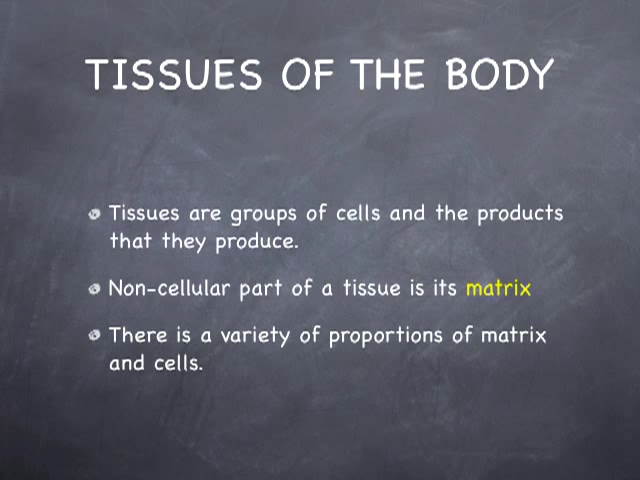 TISSUES OF THE BODY
Tissues are groups of cells and the products
that they produce.
Non-cellular part of a tissue is its matrix
There is a variety of proportions of matrix
and cells.